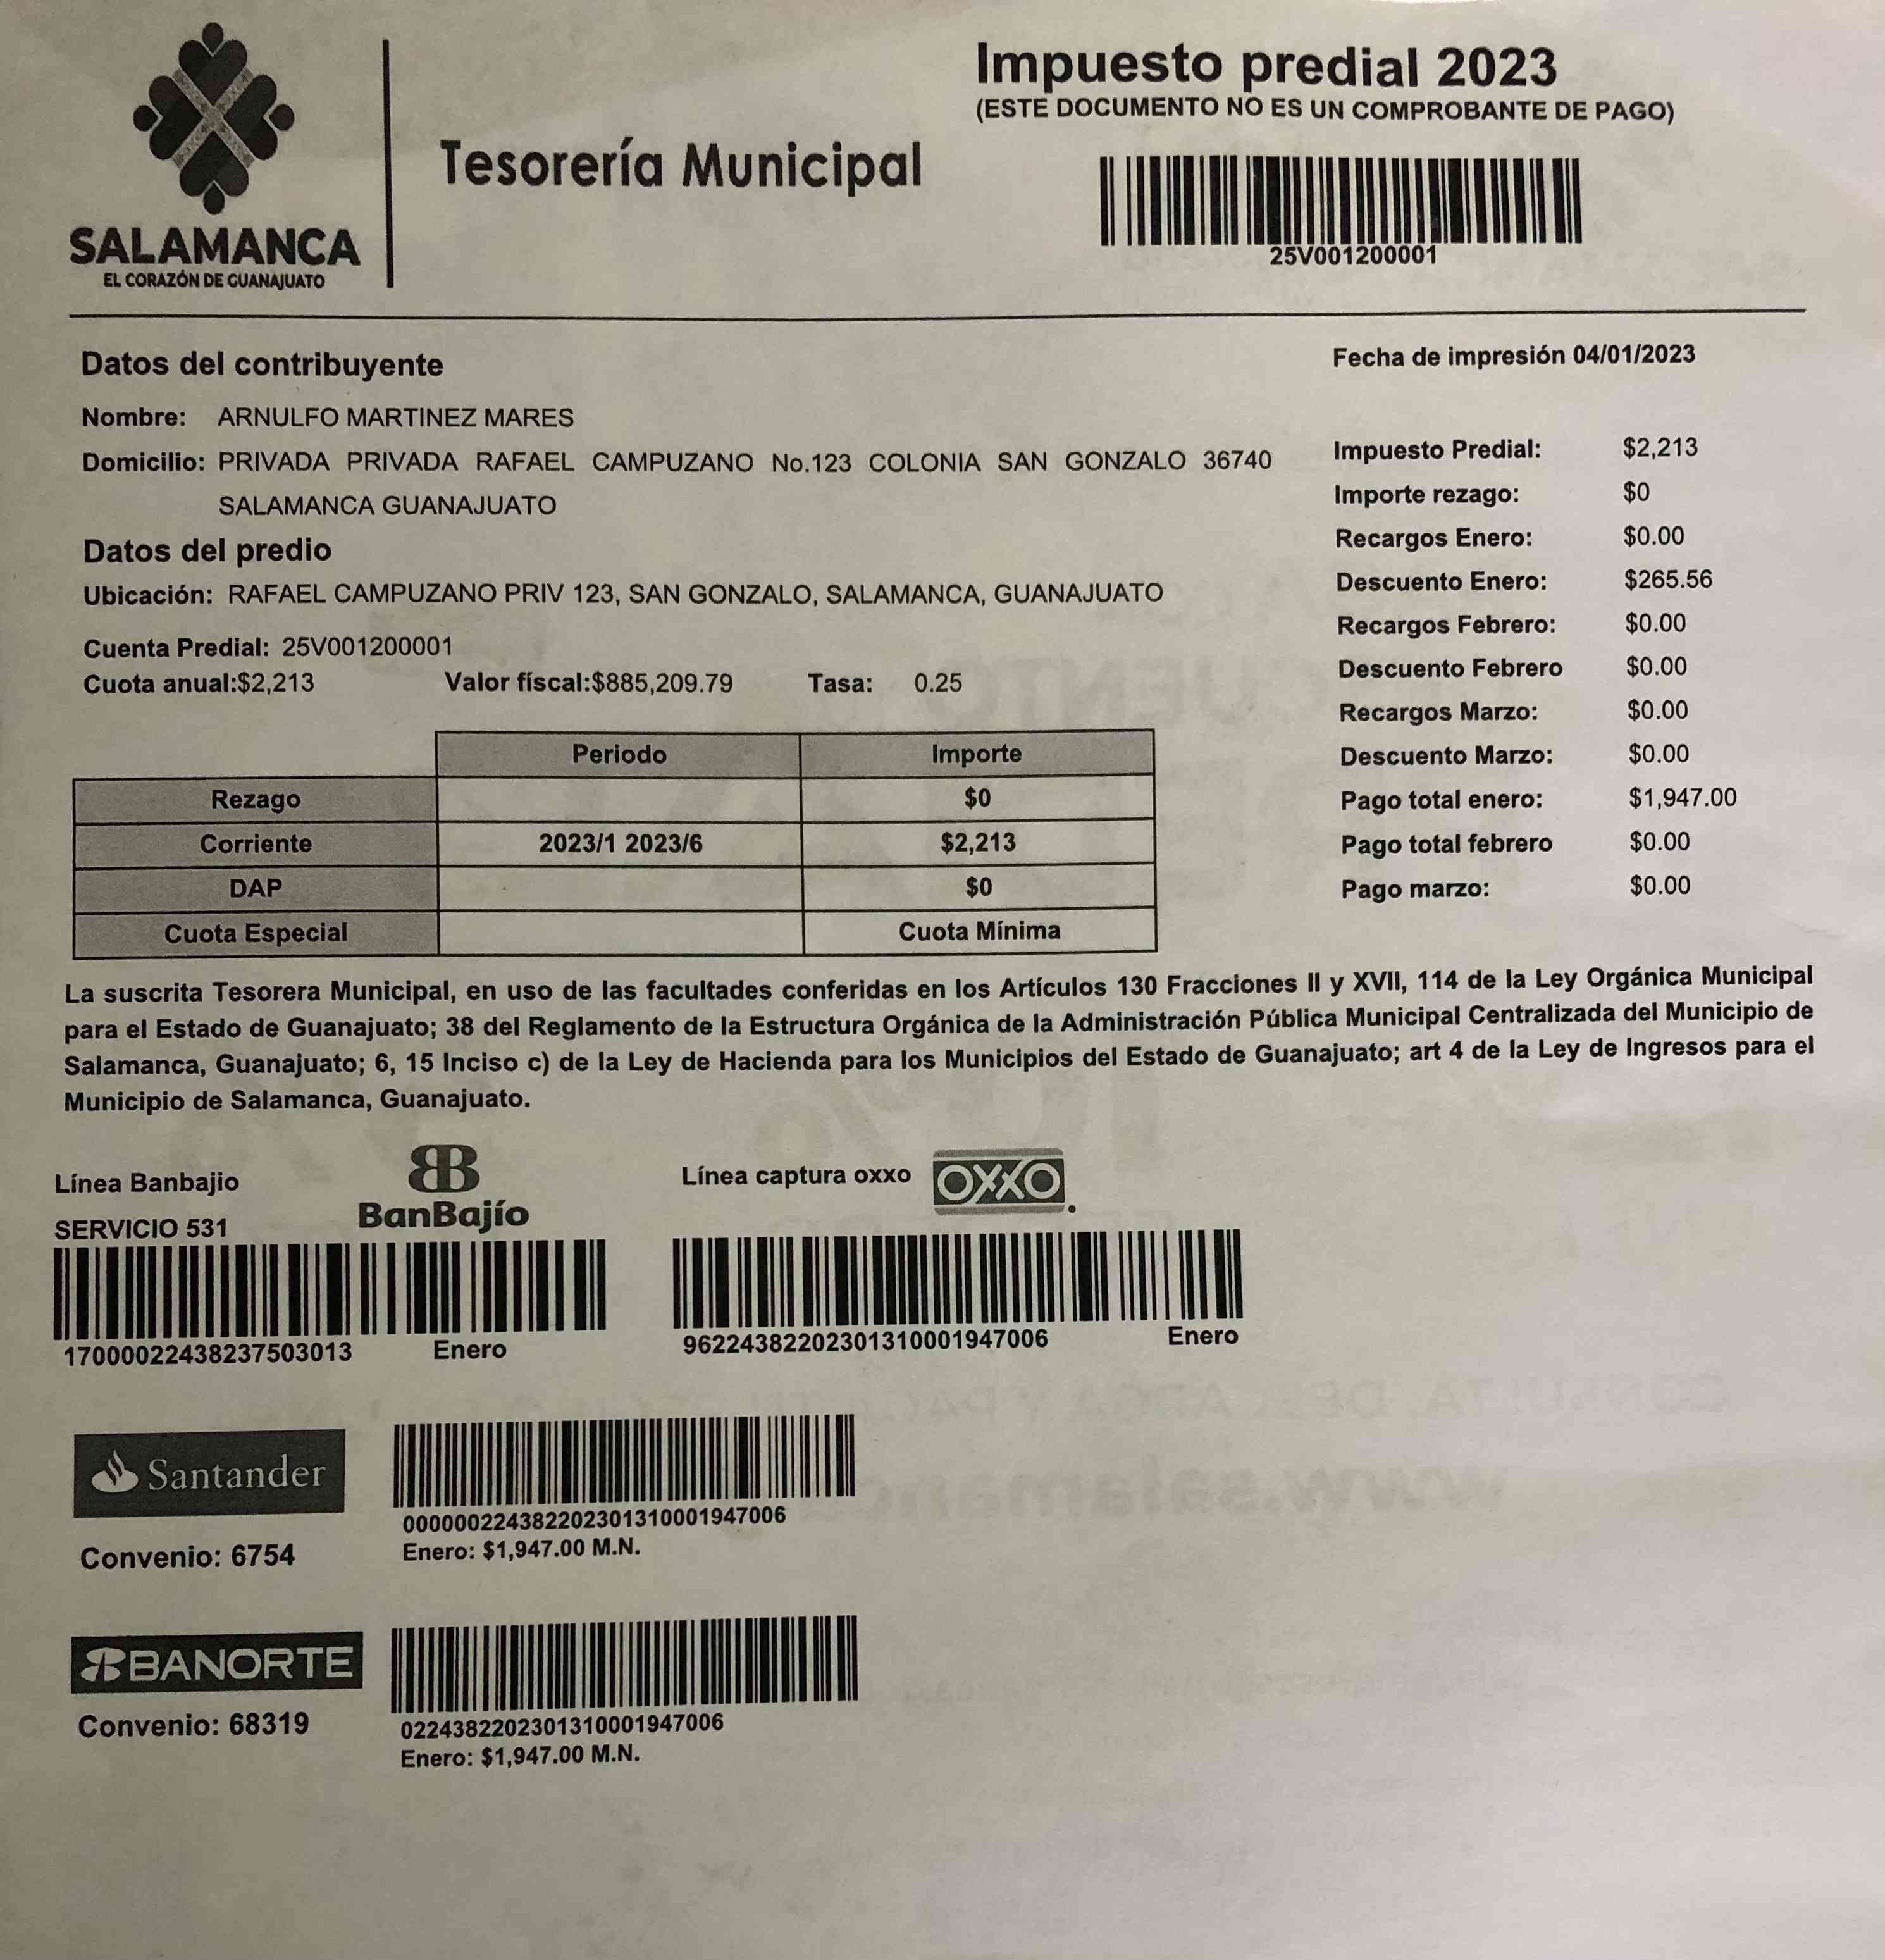 Impuesto predial 2023
(ESTE DOCUMENTO NO ES UN COMPROBANTE DE PAGO)
Tesorería Municipal
25V001200001
SALAMANCA
EL CORAZÓN DE GUANAJUATO
Datos del contribuyente
Fecha de impresión 04/01/2023
Nombre: ARNULFO MARTINEZ MARES
Domicilio: PRIVADA PRIVADA RAFAEL CAMPUZANO No.123 COLONIA SAN GONZALO 36740
SALAMANCA GUANAJUATO
Datos del predio
Ubicación: RAFAEL CAMPUZANO PRIV 123, SAN GONZALO, SALAMANCA, GUANAJUATO
Cuenta Predial: 25V001200001
Cuota anual:$2,213 Valor físcal:$885,209.79 Tasa: 0.25
Impuesto Predial: $2,213
Importe rezago: $0
Recargos Enero: $0.00
Descuento Enero: $265.56
Recargos Febrero: $0.00
Descuento Febrero $0.00
Recargos Marzo: $0.00
Descuento Marzo: $0.00
Pago total enero: $1,947.00
Pago total febrero $0.00
Pago marzo: $0.00
Periodo Importe
Rezago $0
Corriente 2023/1 2023/6 $2,213
DAP $0
Cuota Especial Cuota Mínima
La suscrita Tesorera Municipal, en uso de las facultades conferidas en los Artículos 130 Fracciones II y XVII, 114 de la Ley Orgánica Municipal
para el Estado de Guanajuato; 38 del Reglamento de la Estructura Orgánica de la Administración Pública Municipal Centralizada del Municipio de
Salamanca, Guanajuato; 6, 15 Inciso c) de la Ley de Hacienda para los Municipios del Estado de Guanajuato; art 4 de la Ley de Ingresos para el
Municipio de Salamanca, Guanajuato.
Línea Banbajio
SERVICIO 531
BanBajío
17000022438237503013 Enero
Línea captura oxxo OXXO
9622438220230131000194​7006 Enero
Santander
Convenio: 6754
000000224382202301310001947006
Enero: $1,947.00 M.N.
BANORTE
Convenio: 68319
0224382202301310001947006
Enero: $1,947.00 M.N.